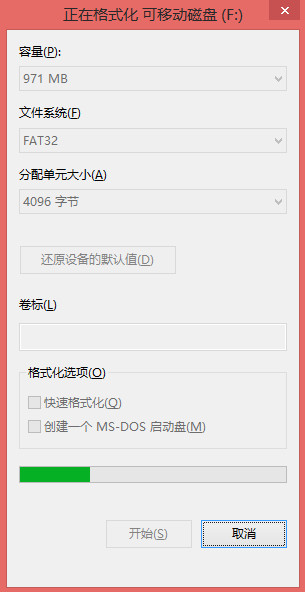 正在格式化 可移动磁盘 (F:)
容量(P):
971 MB
文件系统(F)
FAT32
分配单元大小(A)
4096 字节
还原设备的默认值(D)
卷标(L)
格式化选项(O)
快速格式化(Q)
创建一个 MS-DOS 启动盘(M)
开始(S)
取消